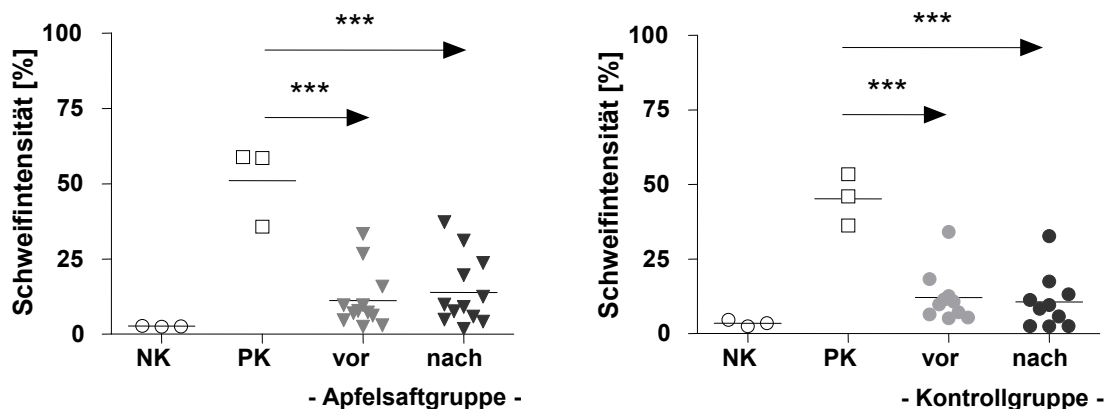 ***
***
100
75
50
25
0
Schweifintensität [%]
NK PK vor nach
- Apfelsaftgruppe -
***
***
100
75
50
25
0
Schweifintensität [%]
NK PK vor nach
- Kontrollgruppe -